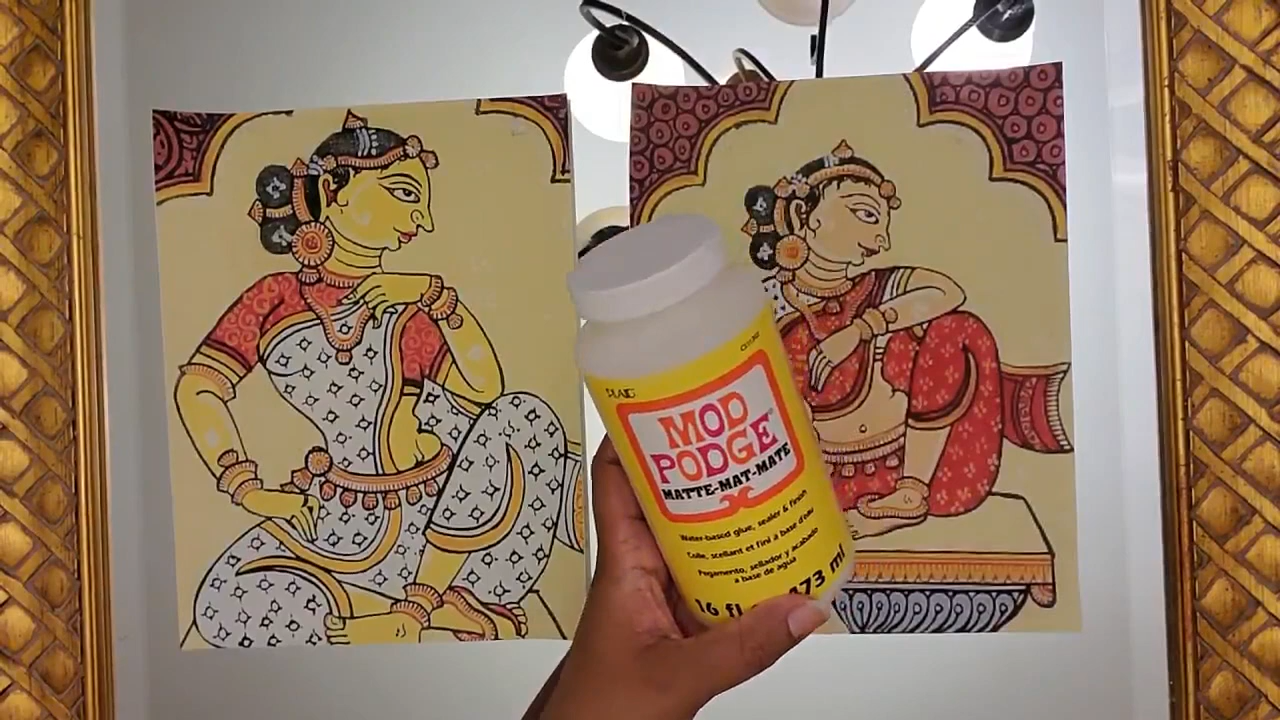 PLAID
MOD
PODGE
MATTE-MAT-MATE
Water-based glue, sealer & finish
Colle, scellant et fini à base d'eau
Pegamento, sellador y acabado
a base de agua
16 fl 473 ml